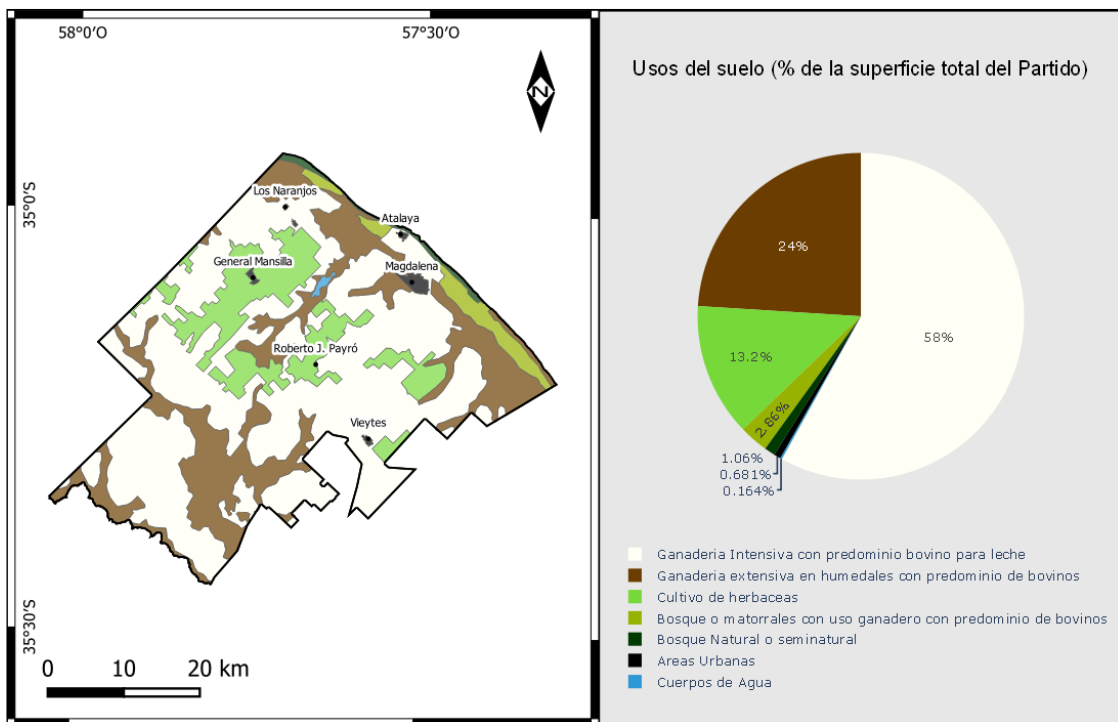 58°0'O
57°30'O
35°0'S
35°30'S
N
Los Naranjos
Atalaya
General Mansilla
Magdalena
Roberto J. Payró
Vieytes
0 10 20 km
Usos del suelo (% de la superficie total del Partido)
24%
58%
13.2%
2.86%
1.06%
0.681%
0.164%
Ganaderia Intensiva con predominio bovino para leche
Ganaderia extensiva en humedales con predominio de bovinos
Cultivo de herbaceas
Bosque o matorrales con uso ganadero con predominio de bovinos
Bosque Natural o seminatural
Areas Urbanas
Cuerpos de Agua